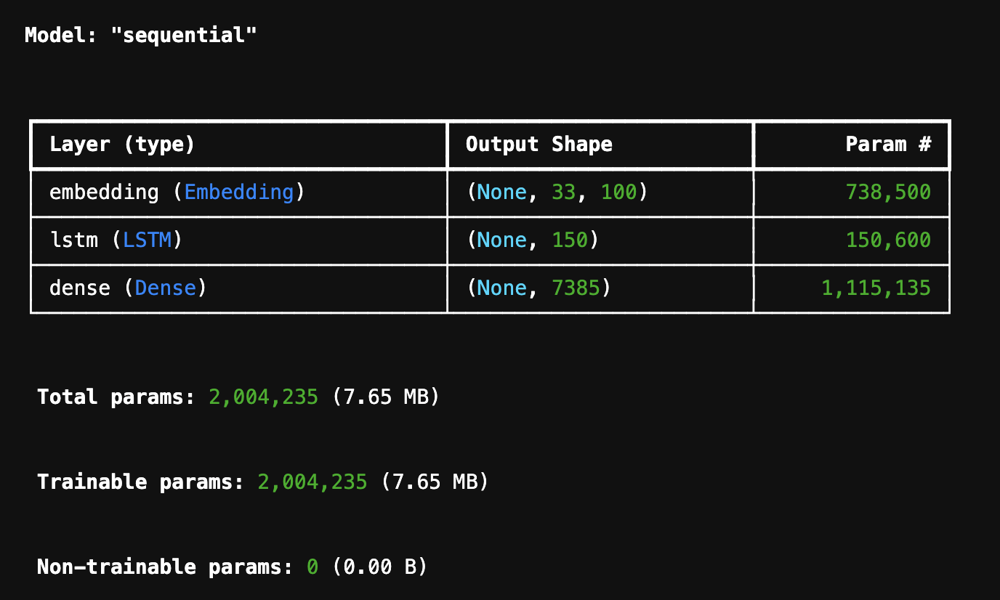 Model: "sequential"
Layer (type) Output Shape Param #
embedding (Embedding) (None, 33, 100) 738,500
lstm (LSTM) (None, 150) 150,600
dense (Dense) (None, 7385) 1,115,135
Total params: 2,004,235 (7.65 MB)
Trainable params: 2,004,235 (7.65 MB)
Non-trainable params: 0 (0.00 B)